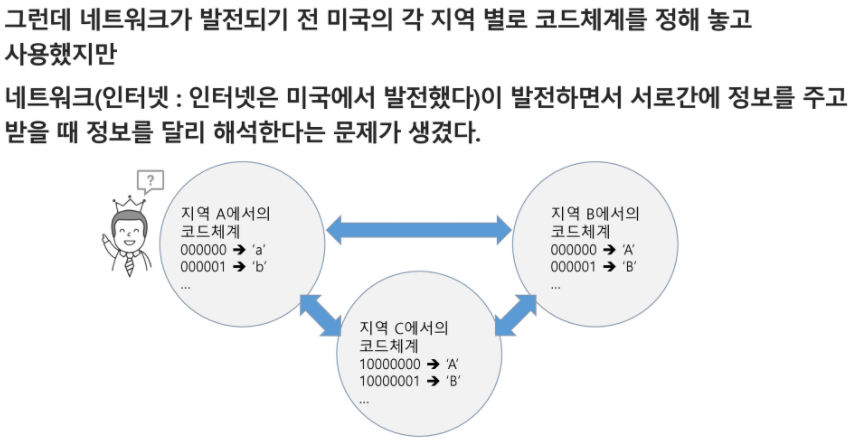 그런데 네트워크가 발전되기 전 미국의 각 지역 별로 코드체계를 정해 놓고
사용했지만
네트워크(인터넷 : 인터넷은 미국에서 발전했다)이 발전하면서 서로간에 정보를 주고
받을 때 정보를 달리 해석한다는 문제가 생겼다.
?
지역 A에서의
코드체계
000000 ➔ ‘a’
000001 ➔ ‘b’
...
지역 B에서의
코드체계
000000 ➔ ‘A’
000001 ➔ ‘B’
...
지역 C에서의
코드체계
10000000 ➔ ‘A’
10000001 ➔ ‘B’
...